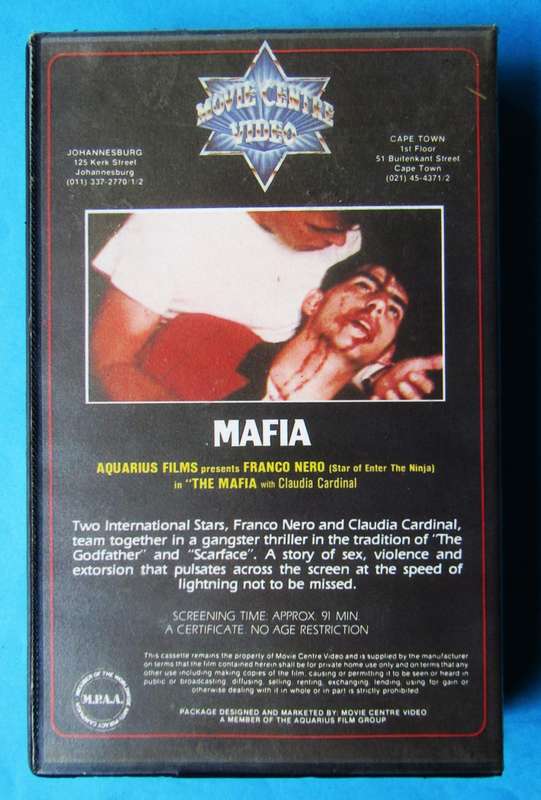 MOVIE CENTRE
VIDEO
JOHANNESBURG
125 Kerk Street
Johannesburg
(011) 337-2770/1/2
CAPE TOWN
1st Floor
51 Buitenkant Street
Cape Town
(021) 45-4371/2
MAFIA
AQUARIUS FILMS presents FRANCO NERO (Star of Enter The Ninja)
in "THE MAFIA with Claudia Cardinal
Two International Stars, Franco Nero and Claudia Cardinal,
team together in a gangster thriller in the tradition of "The
Godfather" and "Scarface". A story of sex, violence and
extorsion that pulsates across the screen at the speed of
lightning not to be missed.
SCREENING TIME: APPROX. 91 MIN.
A CERTIFICATE. NO AGE RESTRICTION
This cassette remains the property of Movie Centre Video and is supplied by the manufacturer
on terms that the film contained herein shall be for private home use only and on terms that any
other use including making copies of the film, causing or permitting it to be seen or heard in
public or broadcasting, diffusing, selling, renting, exchanging, lending, using for gain or
otherwise dealing with it in whole or in part is strictly prohibited.
M.P.A.A.
PACKAGE DESIGNED AND MARKETED BY: MOVIE CENTRE VIDEO
A MEMBER OF THE AQUARIUS FILM GROUP